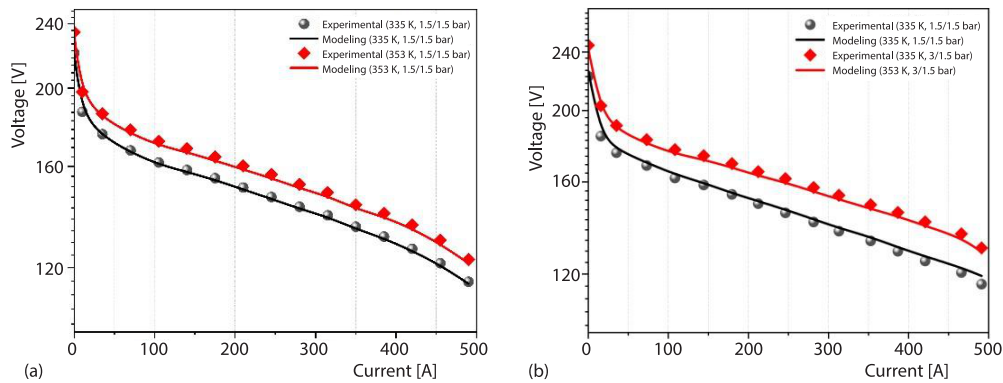 240
200
160
120
Voltage [V]
Experimental (335 K, 1.5/1.5 bar)
Modeling (335 K, 1.5/1.5 bar)
Experimental (353 K, 1.5/1.5 bar)
Modeling (353 K, 1.5/1.5 bar)
0 100 200 300 400 500
(a) Current [A]
240
200
160
120
Voltage [V]
Experimental (335 K, 1.5/1.5 bar)
Modeling (335 K, 1.5/1.5 bar)
Experimental (335 K, 3/1.5 bar)
Modeling (353 K, 3/1.5 bar)
0 100 200 300 400 500
(b) Current [A]